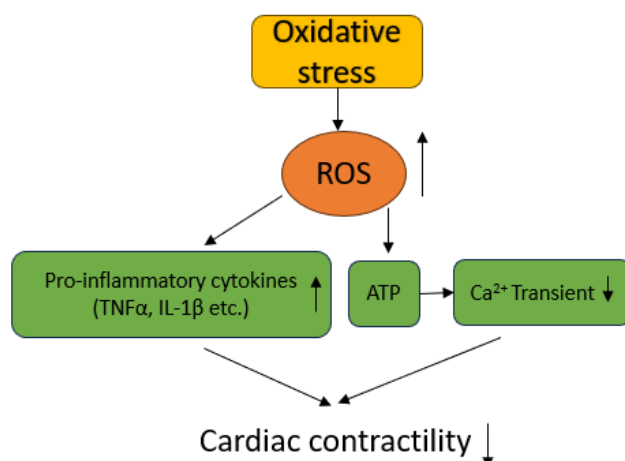 Oxidative
stress
ROS
Pro-inflammatory cytokines
(TNFα, IL-1β etc.)
ATP
Ca²⁺ Transient
Cardiac contractility